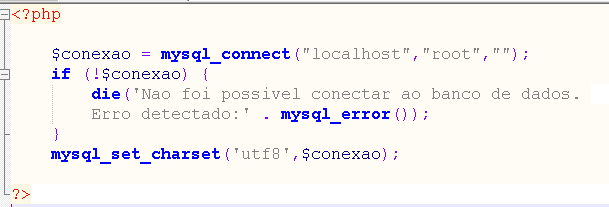 <?php
$conexao = mysql_connect("localhost","root","");
if (!$conexao) {
die('Nao foi possivel conectar ao banco de dados.
Erro detectado:' . mysql_error());
}
mysql_set_charset('utf8',$conexao);
?>